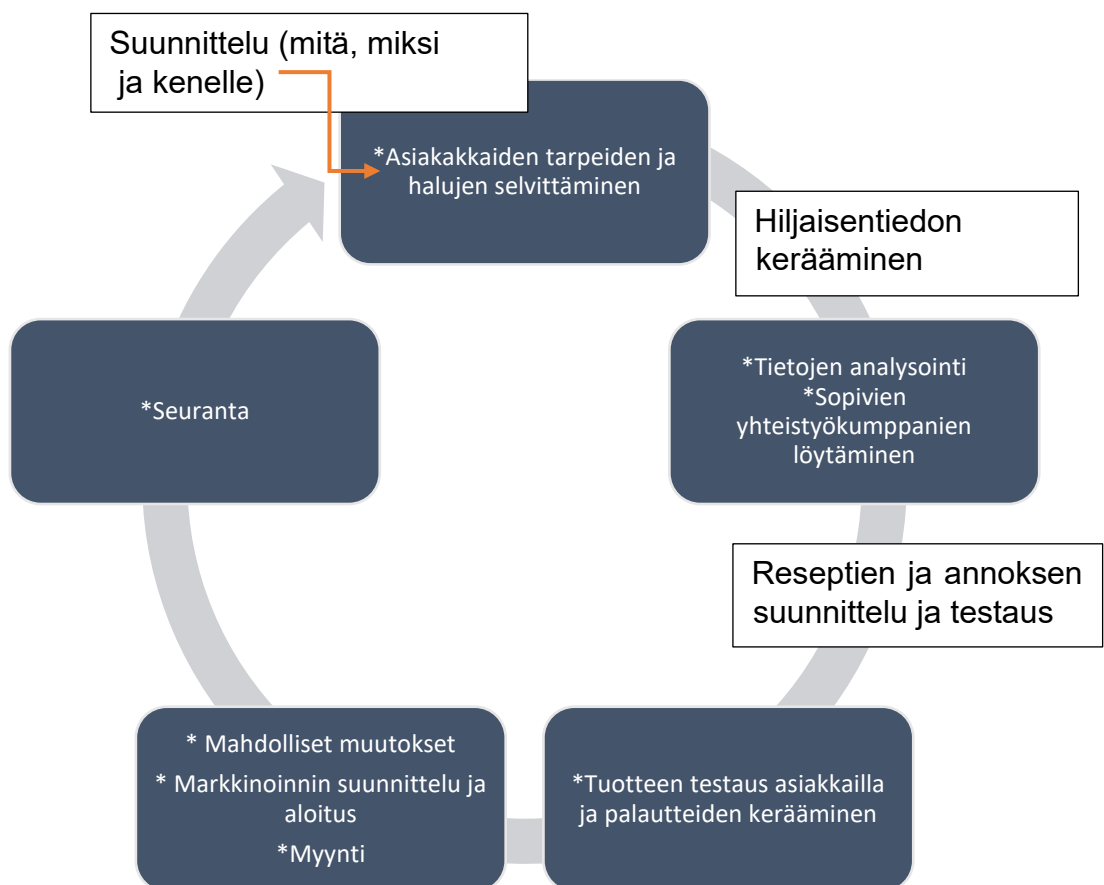 Suunnittelu (mitä, miksi
ja kenelle)
*Asiakakkaiden tarpeiden ja
halujen selvittäminen
Hiljaisentiedon
kerääminen
*Tietojen analysointi
*Sopivien
yhteistyökumppanien
löytäminen
Reseptien ja annoksen
suunnittelu ja testaus
*Tuotteen testaus asiakkailla
ja palautteiden kerääminen
* Mahdolliset muutokset
* Markkinoinnin suunnittelu ja
aloitus
*Myynti
*Seuranta